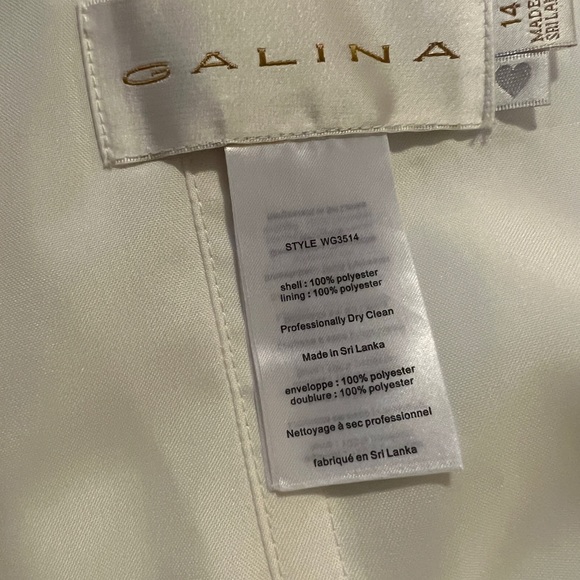 GALINA
14
MADE
SRI LA
STYLE WG3514
shell : 100% polyester
lining : 100% polyester
Professionally Dry Clean
Made in Sri Lanka
enveloppe : 100% polyester
doublure : 100% polyester
Nettoyage à sec professionnel
fabriqué en Sri Lanka